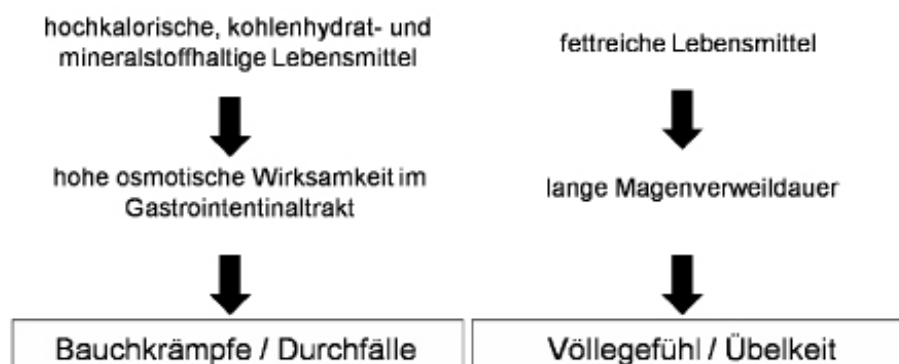 hochkalorische, kohlenhydrat- und
mineralstoffhaltige Lebensmittel
hohe osmotische Wirksamkeit im
Gastrointentinaltrakt
Bauchkrämpfe / Durchfälle
fettreiche Lebensmittel
lange Magenverweildauer
Völlegefühl / Übelkeit